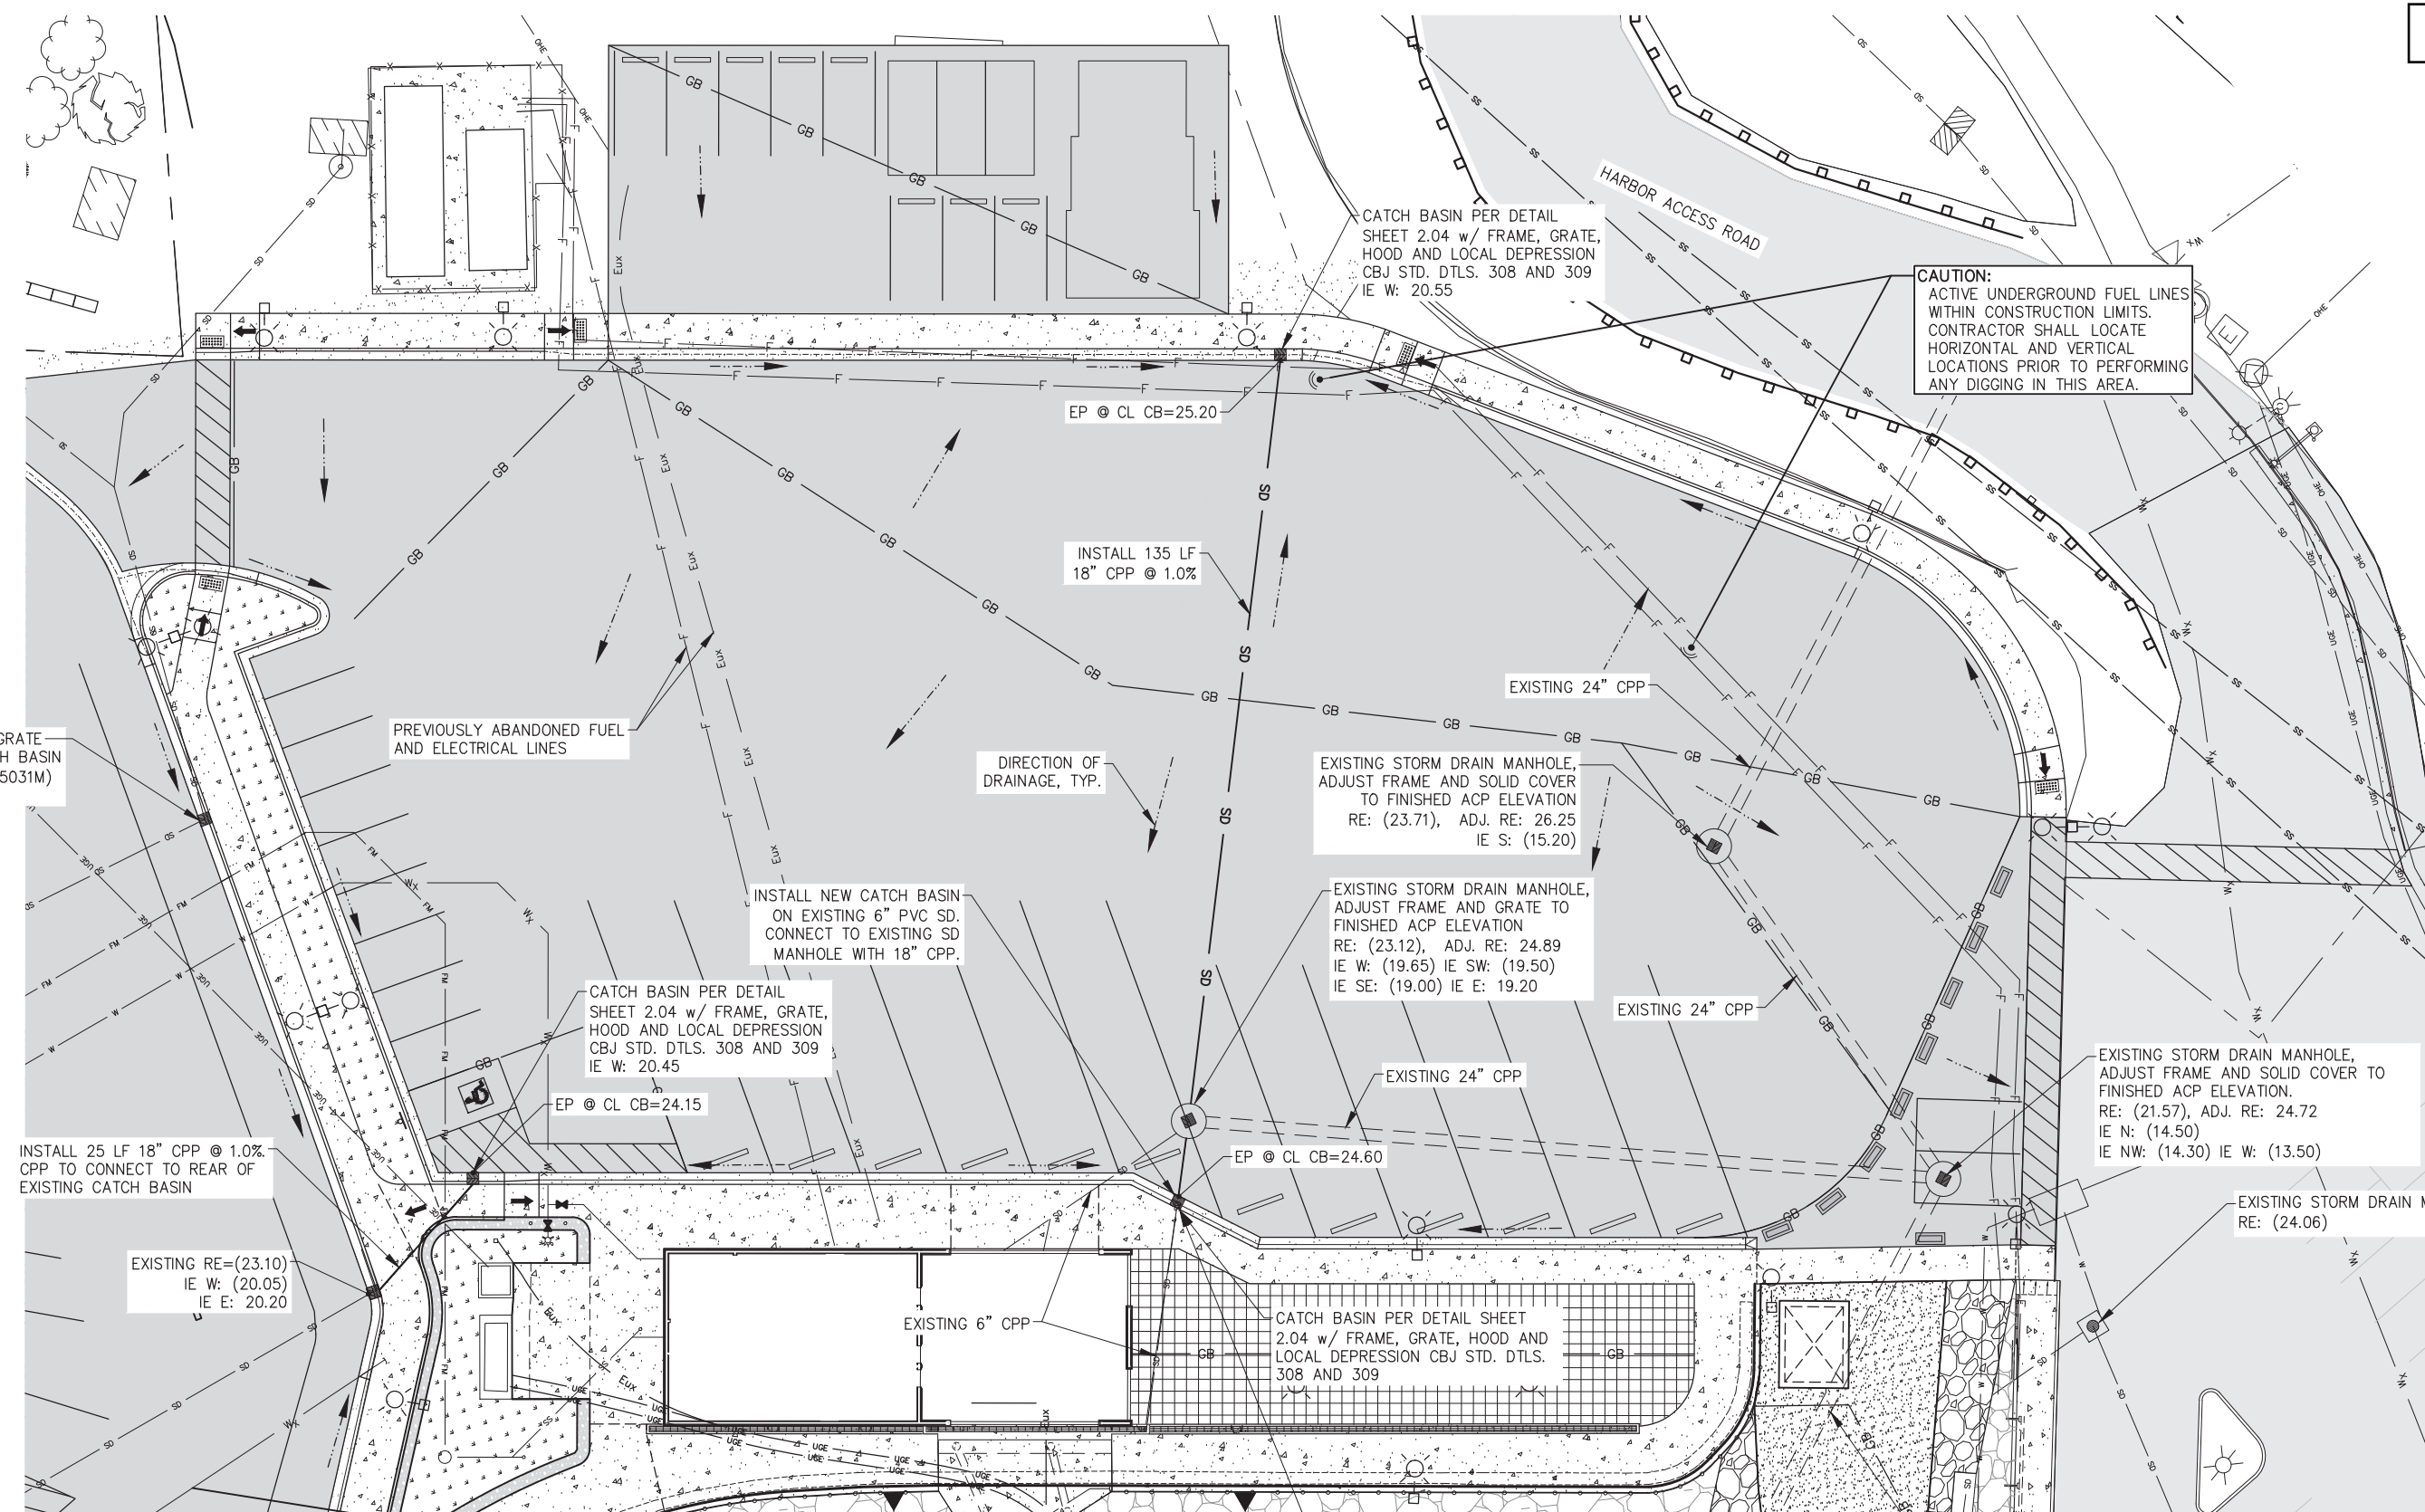 HARBOR ACCESS ROAD
CATCH BASIN PER DETAIL
SHEET 2.04 w/ FRAME, GRATE,
HOOD AND LOCAL DEPRESSION
CBJ STD. DTLS. 308 AND 309
IE W: 20.55
CAUTION:
ACTIVE UNDERGROUND FUEL LINES
WITHIN CONSTRUCTION LIMITS.
CONTRACTOR SHALL LOCATE
HORIZONTAL AND VERTICAL
LOCATIONS PRIOR TO PERFORMING
ANY DIGGING IN THIS AREA.
EP @ CL CB=25.20
INSTALL 135 LF
18" CPP @ 1.0%
EXISTING 24" CPP
PREVIOUSLY ABANDONED FUEL
AND ELECTRICAL LINES
GRATE
H BASIN
5031M)
DIRECTION OF
DRAINAGE, TYP.
EXISTING STORM DRAIN MANHOLE,
ADJUST FRAME AND SOLID COVER
TO FINISHED ACP ELEVATION
RE: (23.71), ADJ. RE: 26.25
IE S: (15.20)
INSTALL NEW CATCH BASIN
ON EXISTING 6" PVC SD.
CONNECT TO EXISTING SD
MANHOLE WITH 18" CPP.
EXISTING STORM DRAIN MANHOLE,
ADJUST FRAME AND GRATE TO
FINISHED ACP ELEVATION
RE: (23.12), ADJ. RE: 24.89
IE W: (19.65) IE SW: (19.50)
IE SE: (19.00) IE E: 19.20
EXISTING 24" CPP
CATCH BASIN PER DETAIL
SHEET 2.04 w/ FRAME, GRATE,
HOOD AND LOCAL DEPRESSION
CBJ STD. DTLS. 308 AND 309
IE W: 20.45
EP @ CL CB=24.15
EXISTING 24" CPP
EXISTING STORM DRAIN MANHOLE,
ADJUST FRAME AND SOLID COVER TO
FINISHED ACP ELEVATION.
RE: (21.57), ADJ. RE: 24.72
IE N: (14.50)
IE NW: (14.30) IE W: (13.50)
INSTALL 25 LF 18" CPP @ 1.0%.
CPP TO CONNECT TO REAR OF
EXISTING CATCH BASIN
EP @ CL CB=24.60
EXISTING STORM DRAIN M
RE: (24.06)
EXISTING RE=(23.10)
IE W: (20.05)
IE E: 20.20
EXISTING 6" CPP
CATCH BASIN PER DETAIL SHEET
2.04 w/ FRAME, GRATE, HOOD AND
LOCAL DEPRESSION CBJ STD. DTLS.
308 AND 309
GB
SD
SS
F
Eux
OHE
UGE
FM
W
Wx
E
X